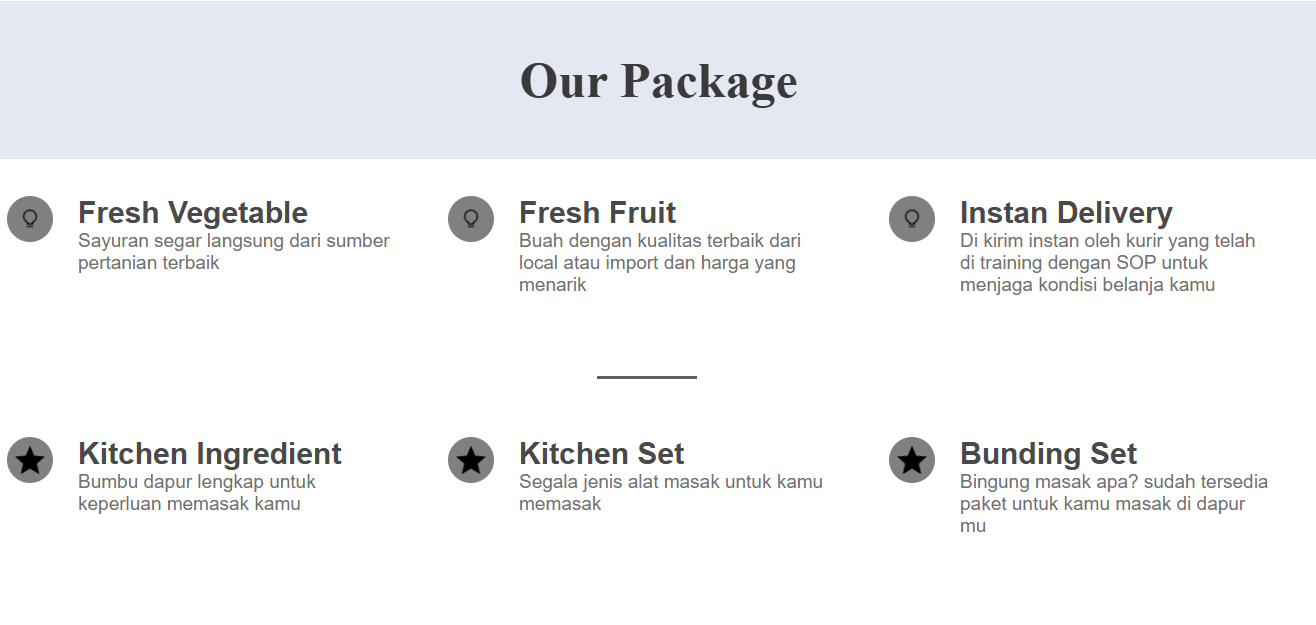 Our Package
Fresh Vegetable
Sayuran segar langsung dari sumber
pertanian terbaik
Fresh Fruit
Buah dengan kualitas terbaik dari
local atau import dan harga yang
menarik
Instan Delivery
Di kirim instan oleh kurir yang telah
di training dengan SOP untuk
menjaga kondisi belanja kamu
Kitchen Ingredient
Bumbu dapur lengkap untuk
keperluan memasak kamu
Kitchen Set
Segala jenis alat masak untuk kamu
memasak
Bunding Set
Bingung masak apa? sudah tersedia
paket untuk kamu masak di dapur
mu